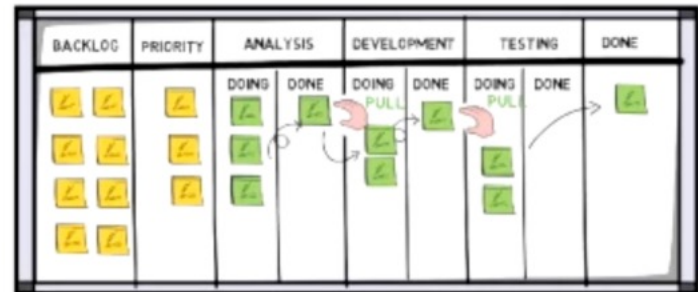 BACKLOG PRIORITY ANALYSIS DEVELOPMENT TESTING DONE
DOING DONE DOING DONE DOING DONE
PULL PULL